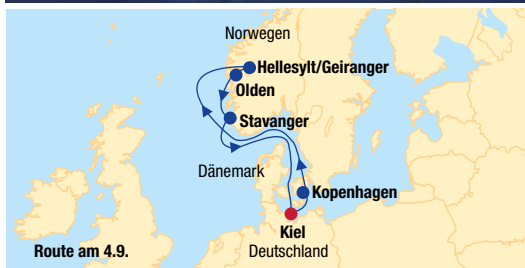 Norwegen
Hellesylt/Geiranger
Olden
Stavanger
Dänemark
Kopenhagen
Kiel
Route am 4.9.
Deutschland